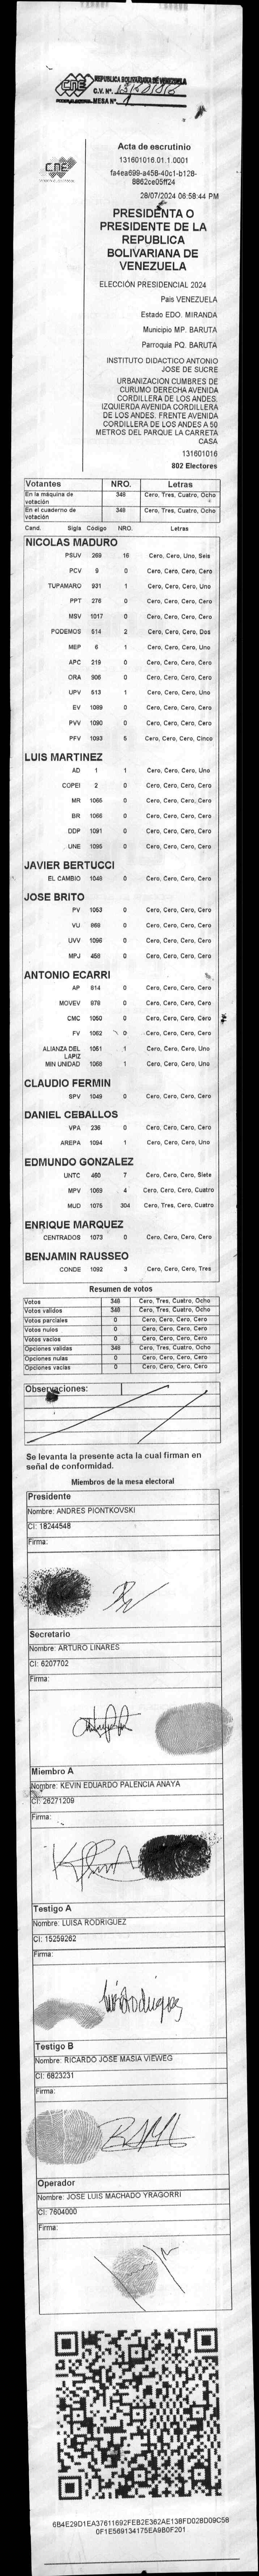 CNE
REPUBLICA BOLIVARIANA DE VENEZUELA
PODER ELECTORAL
C.V. Nº. 131601016
MESA Nº. 1
CNE
Acta de escrutinio
131601016.01.1.0001
fa4ea699-a458-40c1-b128-
8862ce05ff24
28/07/2024 06:58:44 PM
PRESIDENTA O
PRESIDENTE DE LA
REPUBLICA
BOLIVARIANA DE
VENEZUELA
ELECCIÓN PRESIDENCIAL 2024
País VENEZUELA
Estado EDO. MIRANDA
Municipio MP. BARUTA
Parroquia PQ. BARUTA
INSTITUTO DIDACTICO ANTONIO
JOSE DE SUCRE
URBANIZACION CUMBRES DE
CURUMO DERECHA AVENIDA
CORDILLERA DE LOS ANDES.
IZQUIERDA AVENIDA CORDILLERA
DE LOS ANDES. FRENTE AVENIDA
CORDILLERA DE LOS ANDES A 50
METROS DEL PARQUE LA CARRETA
CASA
131601016
802 Electores
Votantes NRO. Letras
En la máquina de votación 348 Cero, Tres, Cuatro, Ocho
En el cuaderno de votación 348 Cero, Tres, Cuatro, Ocho
Cand. Sigla Código NRO. Letras
NICOLAS MADURO
PSUV 269 16 Cero, Cero, Uno, Seis
PCV 9 0 Cero, Cero, Cero, Cero
TUPAMARO 931 1 Cero, Cero, Cero, Uno
PPT 276 0 Cero, Cero, Cero, Cero
MSV 1017 0 Cero, Cero, Cero, Cero
PODEMOS 514 2 Cero, Cero, Cero, Dos
MEP 6 1 Cero, Cero, Cero, Uno
APC 219 0 Cero, Cero, Cero, Cero
ORA 906 0 Cero, Cero, Cero, Cero
UPV 513 1 Cero, Cero, Cero, Uno
EV 1089 0 Cero, Cero, Cero, Cero
PVV 1090 0 Cero, Cero, Cero, Cero
PFV 1093 5 Cero, Cero, Cero, Cinco
LUIS MARTINEZ
AD 1 1 Cero, Cero, Cero, Uno
COPEI 2 0 Cero, Cero, Cero, Cero
MR 1065 0 Cero, Cero, Cero, Cero
BR 1066 0 Cero, Cero, Cero, Cero
DDP 1091 0 Cero, Cero, Cero, Cero
UNE 1095 0 Cero, Cero, Cero, Cero
JAVIER BERTUCCI
EL CAMBIO 1048 0 Cero, Cero, Cero, Cero
JOSE BRITO
PV 1053 0 Cero, Cero, Cero, Cero
VU 868 0 Cero, Cero, Cero, Cero
UVV 1096 0 Cero, Cero, Cero, Cero
MPJ 458 0 Cero, Cero, Cero, Cero
ANTONIO ECARRI
AP 814 0 Cero, Cero, Cero, Cero
MOVEV 979 0 Cero, Cero, Cero, Cero
CMC 1050 0 Cero, Cero, Cero, Cero
FV 1062 0 Cero, Cero, Cero, Cero
ALIANZA DEL LAPIZ 1051 1 Cero, Cero, Cero, Uno
MIN UNIDAD 1058 1 Cero, Cero, Cero, Uno
CLAUDIO FERMIN
SPV 1049 0 Cero, Cero, Cero, Cero
DANIEL CEBALLOS
VPA 236 0 Cero, Cero, Cero, Cero
AREPA 1094 1 Cero, Cero, Cero, Uno
EDMUNDO GONZALEZ
UNTC 460 7 Cero, Cero, Cero, Siete
MPV 1069 4 Cero, Cero, Cero, Cuatro
MUD 1075 304 Cero, Tres, Cero, Cuatro
ENRIQUE MARQUEZ
CENTRADOS 1073 0 Cero, Cero, Cero, Cero
BENJAMIN RAUSSEO
CONDE 1092 3 Cero, Cero, Cero, Tres
Resumen de votos
Votos 348 Cero, Tres, Cuatro, Ocho
Votos validos 348 Cero, Tres, Cuatro, Ocho
Votos parciales 0 Cero, Cero, Cero, Cero
Votos nulos 0 Cero, Cero, Cero, Cero
Votos vacios 0 Cero, Cero, Cero, Cero
Opciones validas 348 Cero, Tres, Cuatro, Ocho
Opciones nulas 0 Cero, Cero, Cero, Cero
Opciones vacias 0 Cero, Cero, Cero, Cero
Observaciones:
Se levanta la presente acta la cual firman en
señal de conformidad.
Miembros de la mesa electoral
Presidente
Nombre: ANDRES PIONTKOVSKI
CI: 18244548
Firma:
Secretario
Nombre: ARTURO LINARES
CI: 6207702
Firma:
Miembro A
Nombre: KEVIN EDUARDO PALENCIA ANAYA
CI: 26271209
Firma:
Testigo A
Nombre: LUISA RODRIGUEZ
CI: 15259262
Firma:
Luis Rodriguez
Testigo B
Nombre: RICARDO JOSE MASIA VIEWEG
CI: 6823231
Firma:
Operador
Nombre: JOSE LUIS MACHADO YRAGORRI
CI: 7604000
Firma:
6B4E29D1EA37611692FEB2E362AE138FD028D09C58
0F1E569134175EA9B0F201